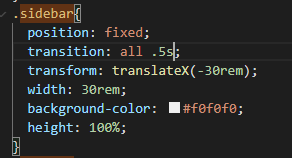 .sidebar{
position: fixed;
transition: all .5s;
transform: translateX(-30rem);
width: 30rem;
background-color: #f0f0f0;
height: 100%;
}